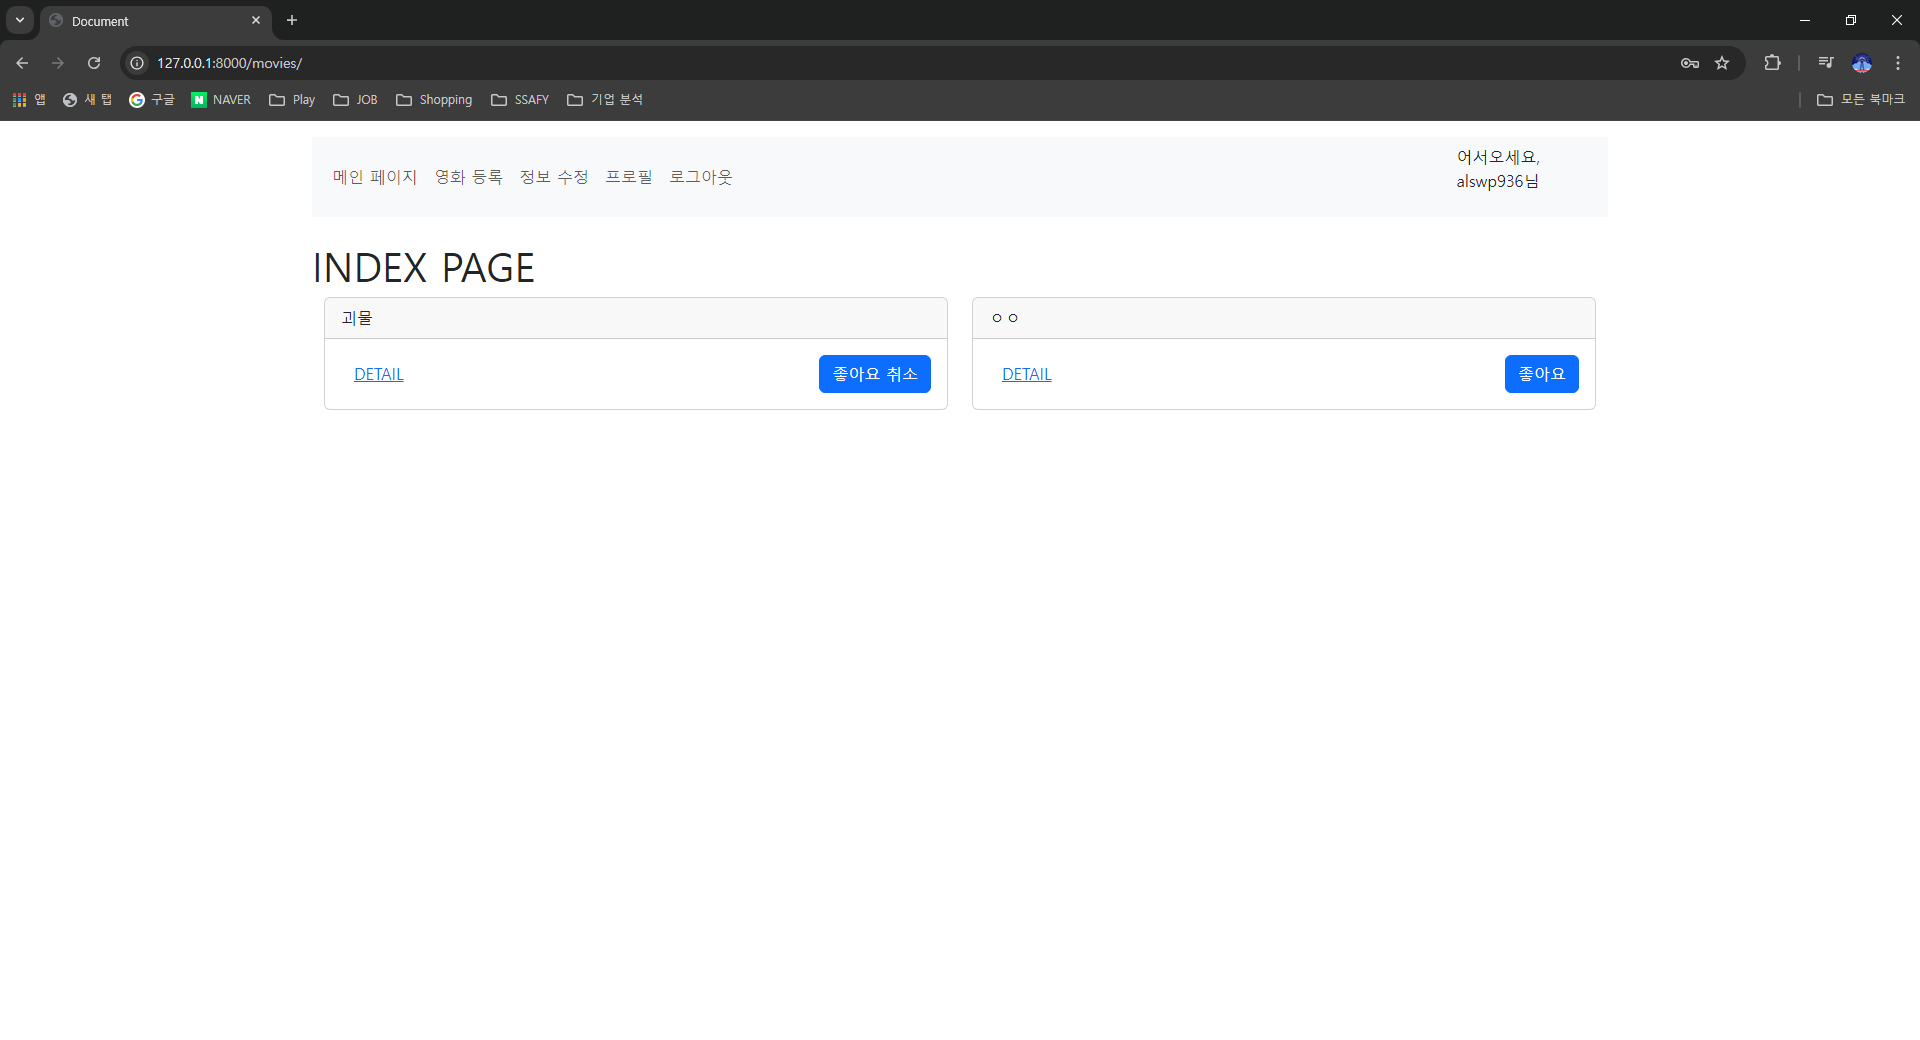 Document
127.0.0.1:8000/movies/
앱 새 탭 구글 NAVER Play JOB Shopping SSAFY 기업 분석 모든 북마크
메인 페이지 영화 등록 정보 수정 프로필 로그아웃
어서오세요,
alswp936님
INDEX PAGE
괴물
DETAIL 좋아요 취소
ㅇㅇ
DETAIL 좋아요